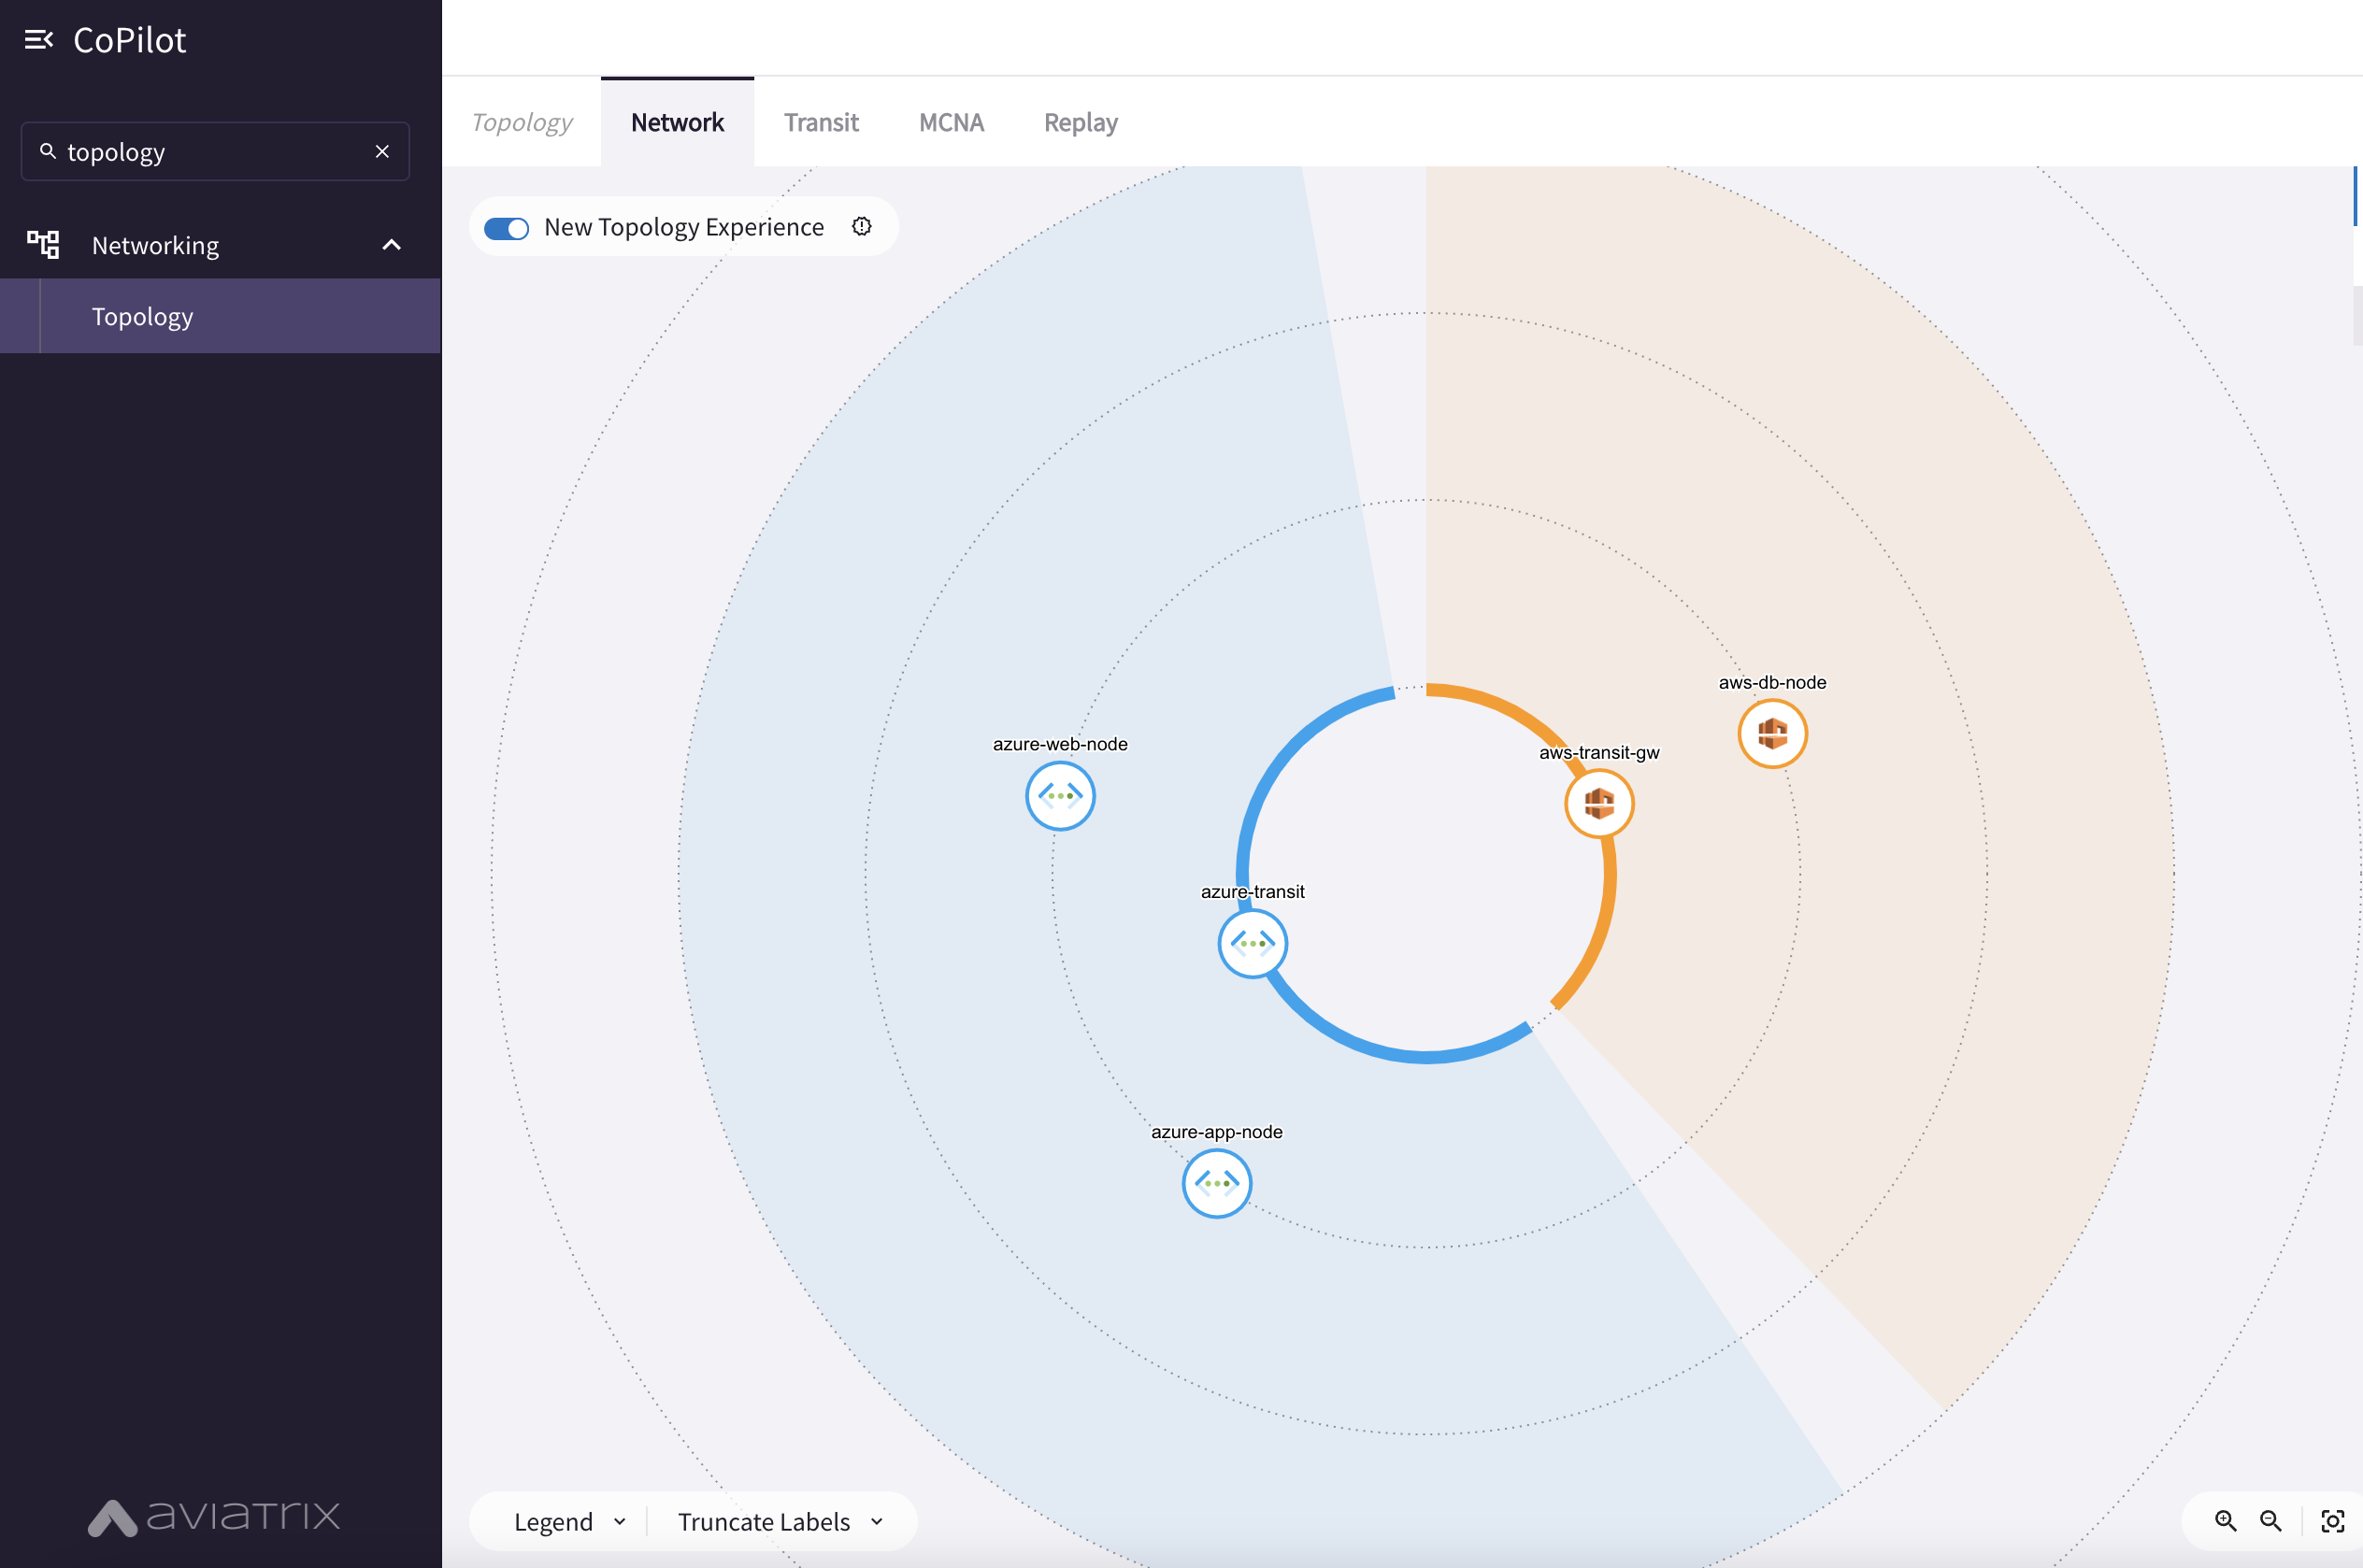 CoPilot
topology
Networking
Topology
aviatrix
Topology
Network
Transit
MCNA
Replay
New Topology Experience
aws-db-node
azure-web-node
aws-transit-gw
azure-transit
azure-app-node
Legend
Truncate Labels